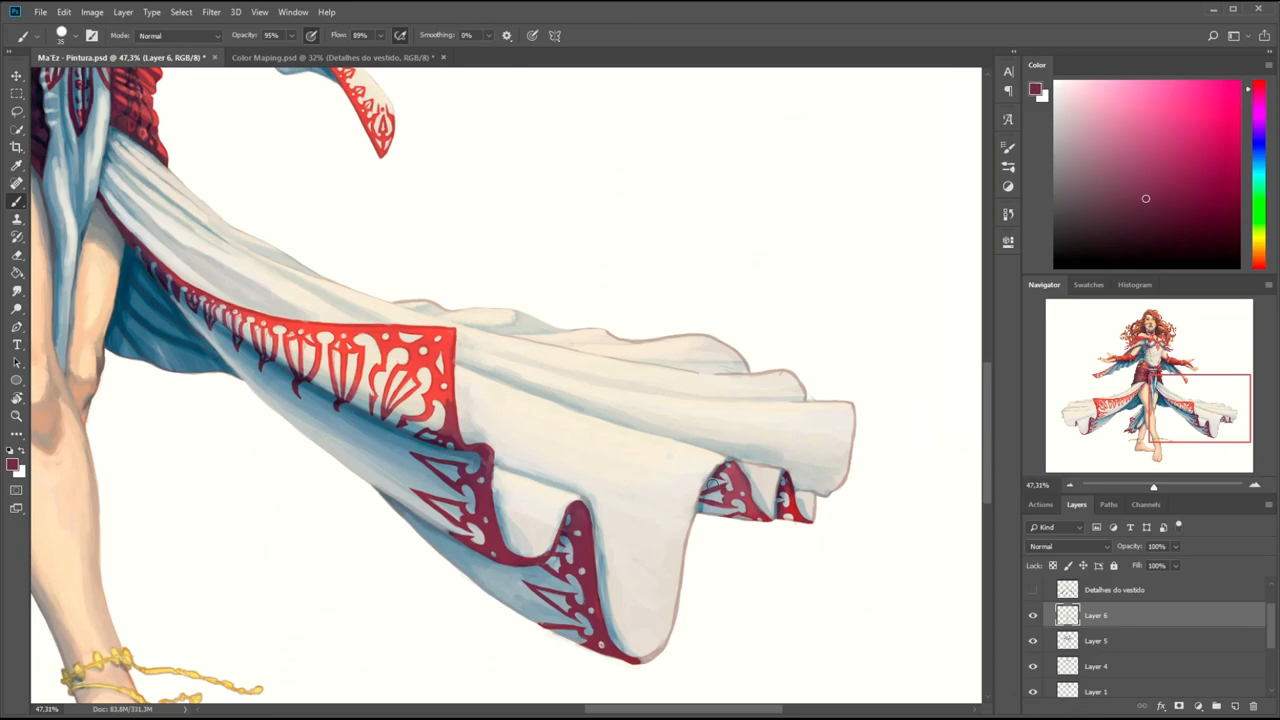 Ps File Edit Image Layer Type Select Filter 3D View Window Help
35 Mode: Normal Opacity: 95% Flow: 89% Smoothing: 0%
Ma'Ez - Pintura.psd @ 47,3% (Layer 6, RGB/8) * × Color Maping.psd @ 32% (Detalhes do vestido, RGB/8) * ×
Color
Navigator Swatches Histogram
47,31%
Actions Layers Paths Channels
Kind
Normal Opacity: 100%
Lock: Fill: 100%
Detalhes do vestido
Layer 6
Layer 5
Layer 4
Layer 1
47,31% Doc: 83,8M/331,3M